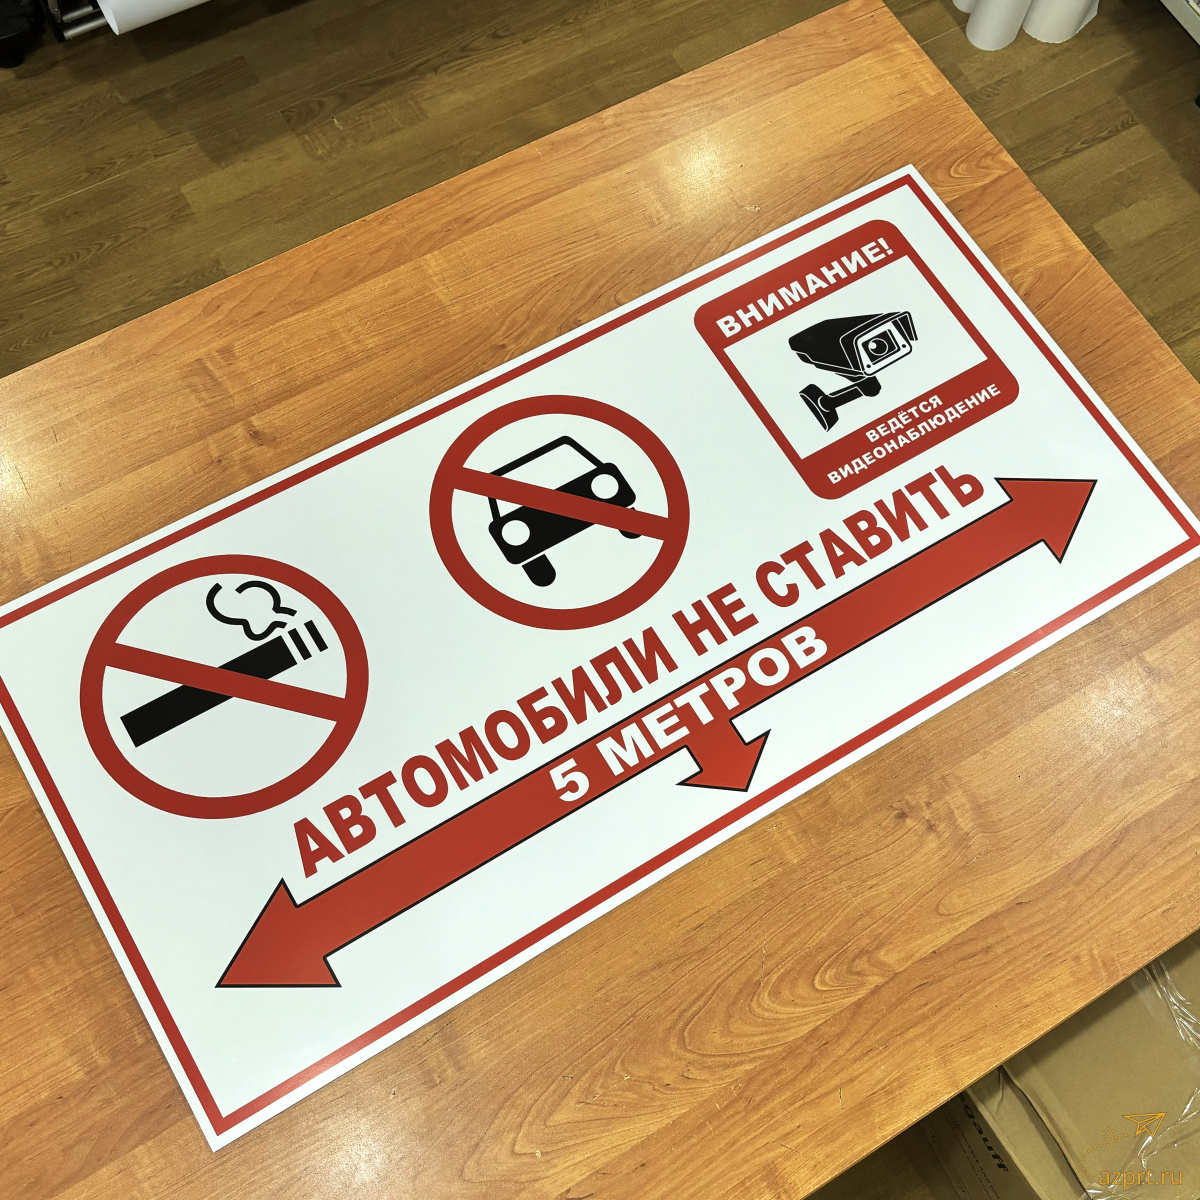 ВНИМАНИЕ!
ВЕДЁТСЯ
ВИДЕОНАБЛЮДЕНИЕ
АВТОМОБИЛИ НЕ СТАВИТЬ
5 МЕТРОВ
azprt.ru